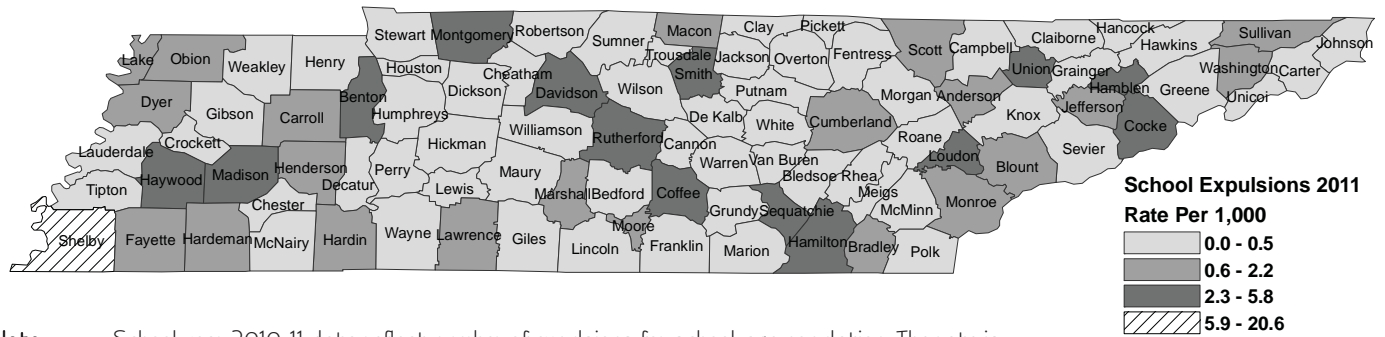 Stewart Montgomery Robertson Sumner Macon Clay Pickett Fentress Scott Campbell Claiborne Hancock Hawkins Sullivan Johnson
Lake Obion Weakley Henry Houston Cheatham Trousdale Smith Jackson Overton Union Grainger Hamblen Washington Carter
Dyer Gibson Carroll Benton Humphreys Dickson Davidson Wilson Putnam Morgan Anderson Knox Jefferson Greene Unicoi
Lauderdale Crockett Hickman Williamson Rutherford De Kalb Cannon White Cumberland Roane Loudon Sevier Cocke
Tipton Haywood Madison Henderson Decatur Perry Lewis Maury Marshall Bedford Coffee Warren Van Buren Bledsoe Rhea Meigs Blount
Chester Moore Grundy Sequatchie McMinn Monroe
Shelby Fayette Hardeman McNairy Hardin Wayne Lawrence Giles Lincoln Franklin Marion Hamilton Bradley Polk
School Expulsions 2011
Rate Per 1,000
0.0 - 0.5
0.6 - 2.2
2.3 - 5.8
5.9 - 20.6